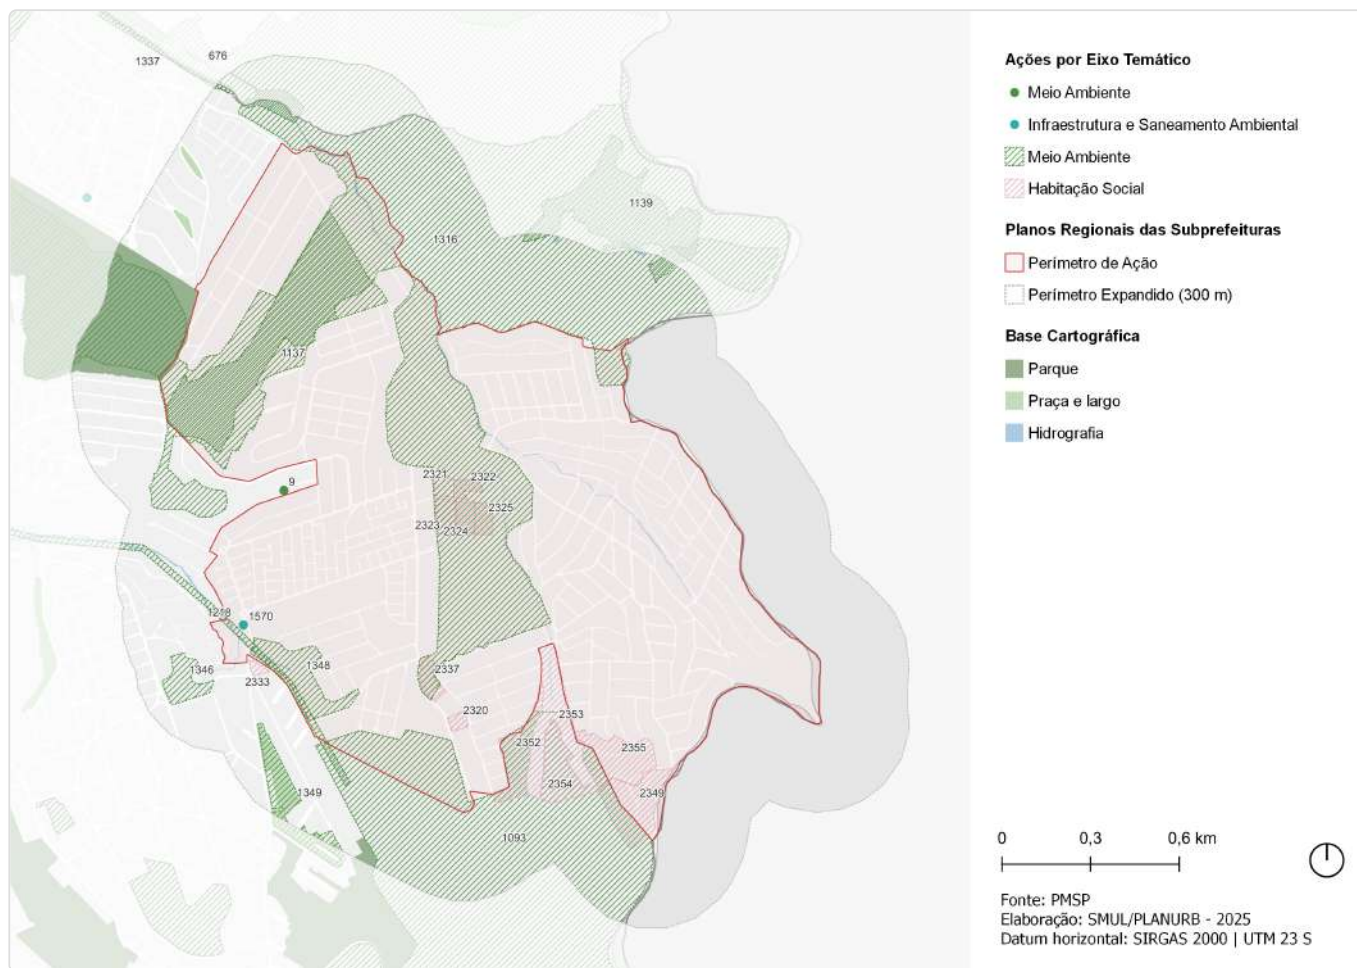 1337
676
1139
1316
1137
9
2321
2322
2325
2323
2324
1218
1570
1346
2333
1348
2337
2320
2353
2352
2355
2354
2349
1349
1093
Ações por Eixo Temático
Meio Ambiente
Infraestrutura e Saneamento Ambiental
Meio Ambiente
Habitação Social
Planos Regionais das Subprefeituras
Perímetro de Ação
Perímetro Expandido (300 m)
Base Cartográfica
Parque
Praça e largo
Hidrografia
0 0,3 0,6 km
Fonte: PMSP
Elaboração: SMUL/PLANURB - 2025
Datum horizontal: SIRGAS 2000 | UTM 23 S